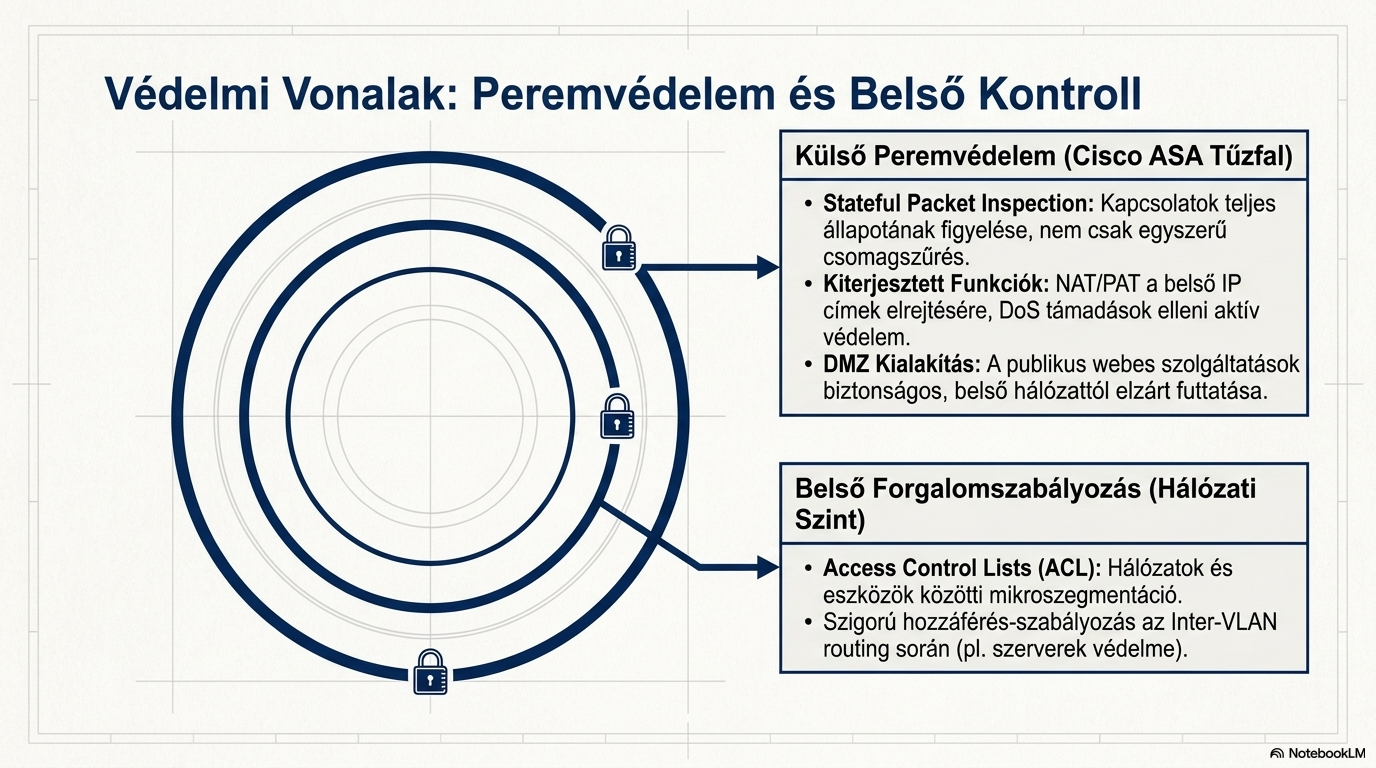 Védelmi Vonalak: Peremvédelem és Belső Kontroll
Külső Peremvédelem (Cisco ASA Tűzfal)
• Stateful Packet Inspection: Kapcsolatok teljes
állapotának figyelése, nem csak egyszerű
csomagszűrés.
• Kiterjesztett Funkciók: NAT/PAT a belső IP
címek elrejtésére, DoS támadások elleni aktív
védelem.
• DMZ Kialakítás: A publikus webes szolgáltatások
biztonságos, belső hálózattól elzárt futtatása.
Belső Forgalomszabályozás (Hálózati
Szint)
• Access Control Lists (ACL): Hálózatok és
eszközök közötti mikroszegmentáció.
• Szigorú hozzáférés-szabályozás az Inter-VLAN
routing során (pl. szerverek védelme).
NotebookLM